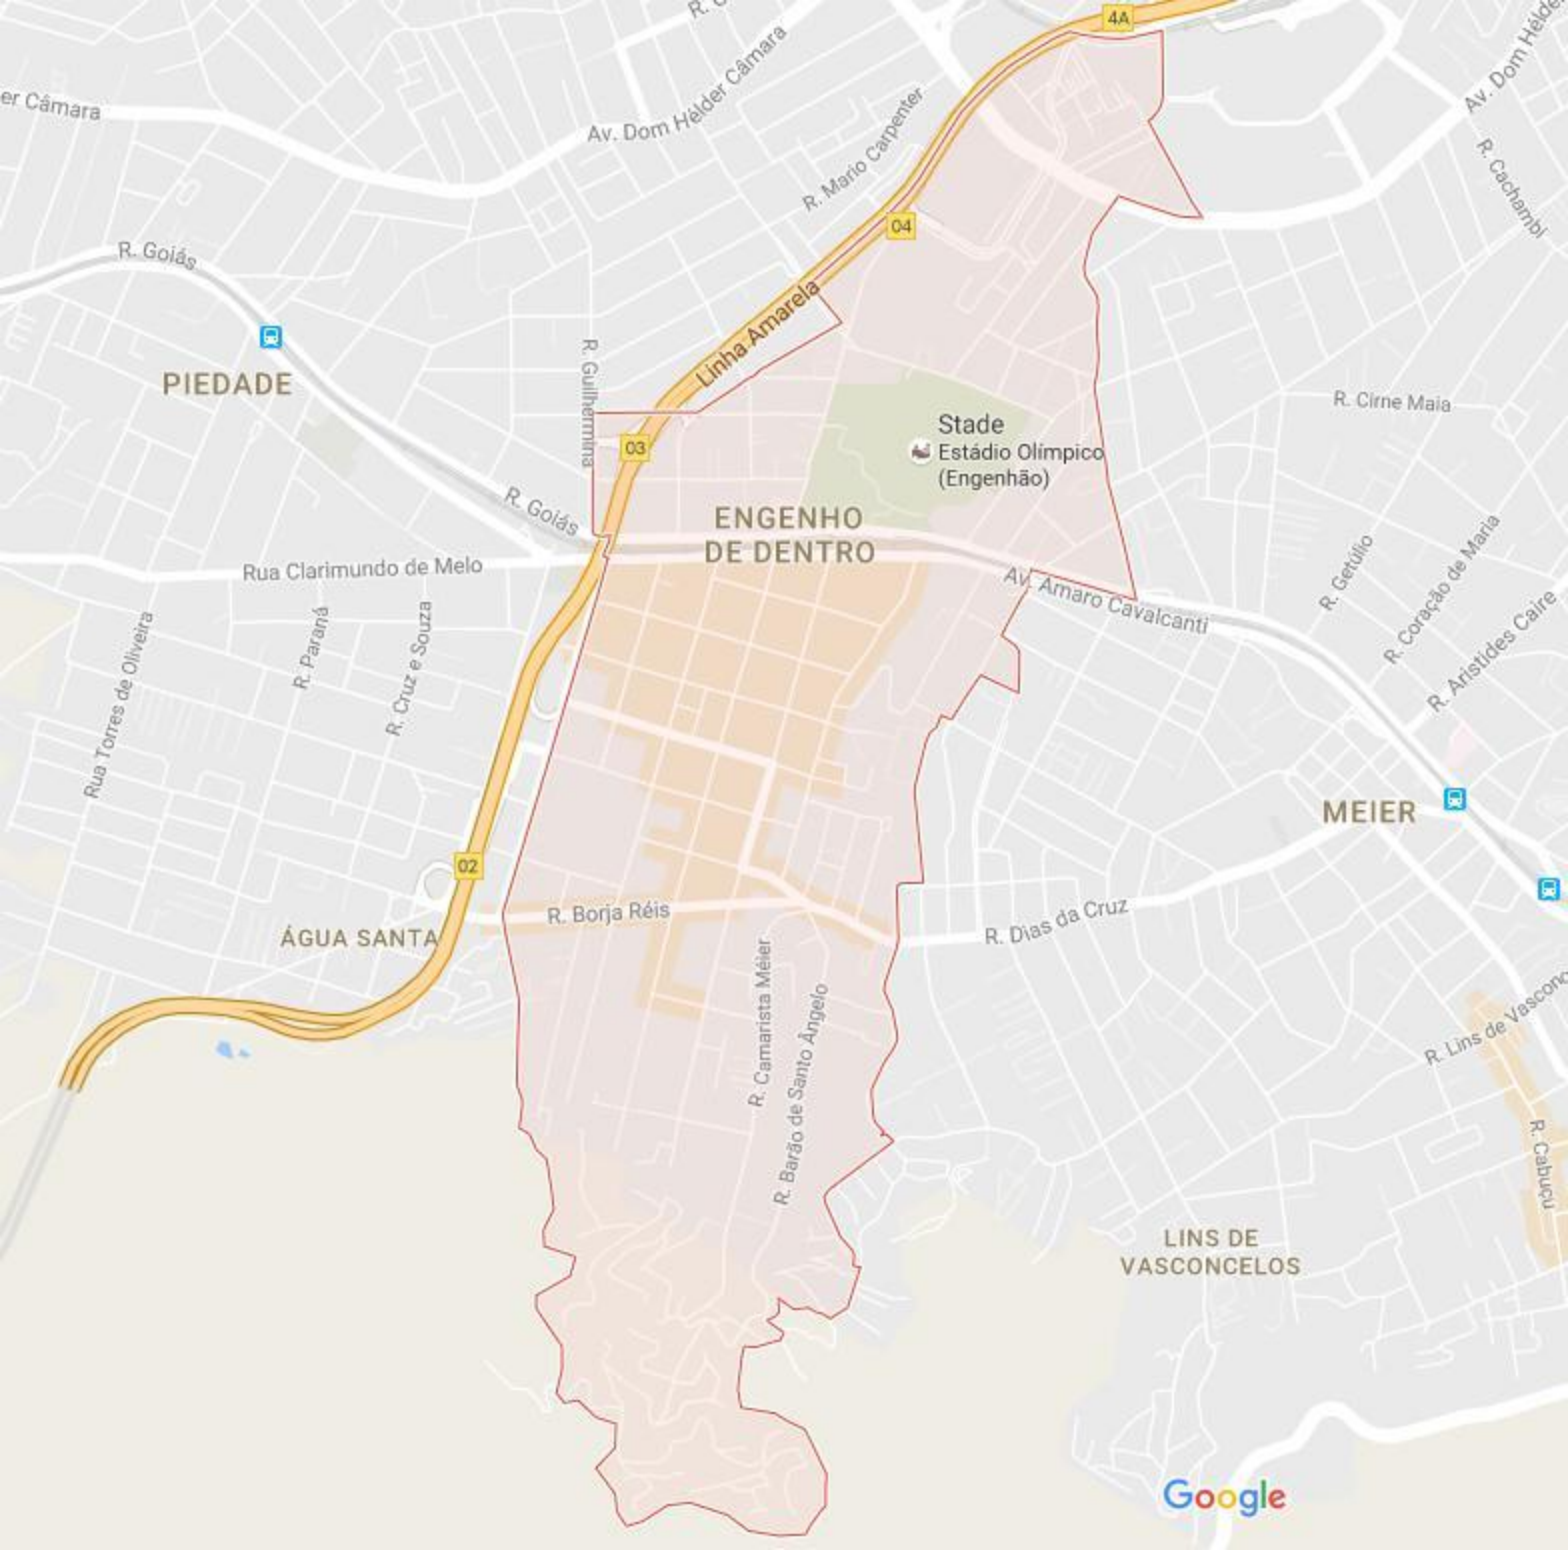 4A
er Câmara
Av. Dom Hélder Câmara
Av. Dom Hélde
R. Mario Carpenter
R. Cachambi
04
R. Goiás
Linha Amarela
PIEDADE
R. Guilhermina
R. Cirne Maia
Stade
Estádio Olímpico
(Engenhão)
03
R. Goiás
ENGENHO
DE DENTRO
Rua Clarimundo de Melo
Av. Amaro Cavalcanti
R. Getúlio
R. Coração de Maria
R. Aristides Caire
Rua Torres de Oliveira
R. Paraná
R. Cruz e Souza
MEIER
02
R. Borja Réis
R. Dias da Cruz
ÁGUA SANTA
R. Camarista Méier
R. Barão de Santo Ângelo
R. Lins de Vasconc
R. Cabuçu
LINS DE
VASCONCELOS
Google